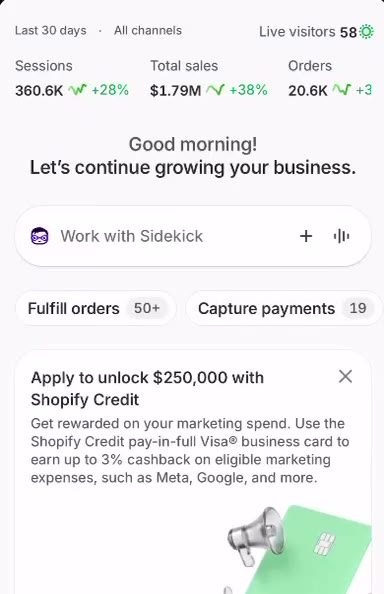 Last 30 days · All channels
Live visitors 58
Sessions
Total sales
Orders
360.6K +28%
$1.79M +38%
20.6K +3
Good morning!
Let's continue growing your business.
Work with Sidekick
Fulfill orders 50+
Capture payments 19
Apply to unlock $250,000 with
Shopify Credit
Get rewarded on your marketing spend. Use the
Shopify Credit pay-in-full Visa® business card to
earn up to 3% cashback on eligible marketing
expenses, such as Meta, Google, and more.